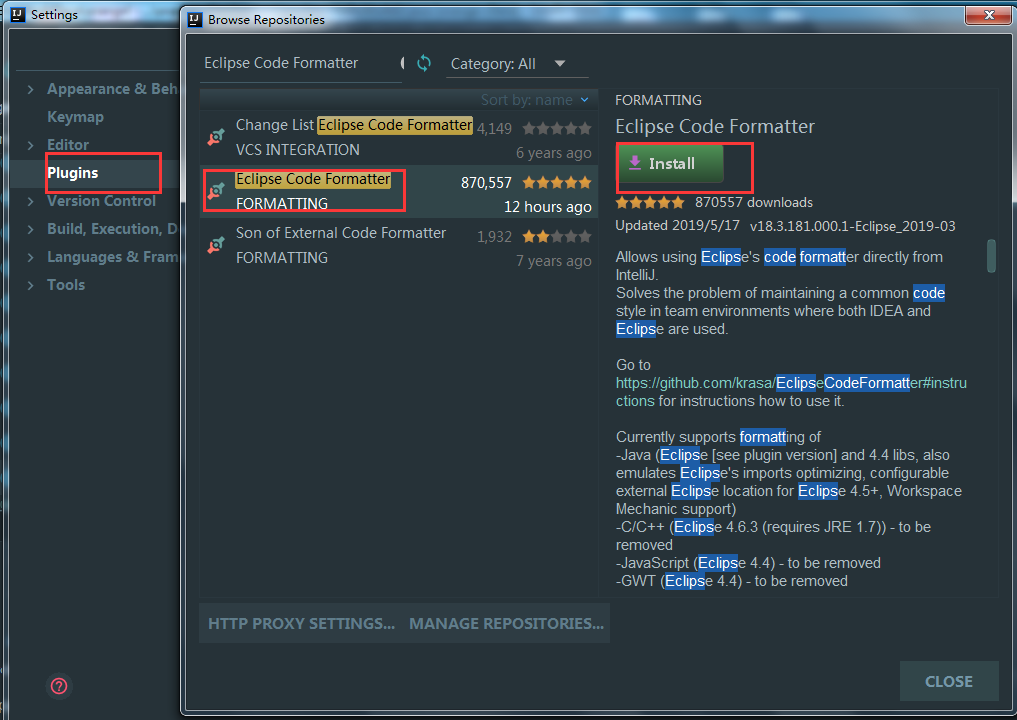 Settings
Appearance & Beh
Keymap
Editor
Plugins
Version Control
Build, Execution, D
Languages & Fram
Tools
Browse Repositories
Eclipse Code Formatter
Category: All
Sort by: name
Change List Eclipse Code Formatter 4,149
VCS INTEGRATION 6 years ago
Eclipse Code Formatter 870,557
FORMATTING 12 hours ago
Son of External Code Formatter 1,932
FORMATTING 7 years ago
HTTP PROXY SETTINGS... MANAGE REPOSITORIES...
FORMATTING
Eclipse Code Formatter
Install
870557 downloads
Updated 2019/5/17 v18.3.181.000.1-Eclipse_2019-03
Allows using Eclipse's code formatter directly from
IntelliJ.
Solves the problem of maintaining a common code
style in team environments where both IDEA and
Eclipse are used.
Go to
https://github.com/krasa/EclipseCodeFormatter#instru
ctions for instructions how to use it.
Currently supports formatting of
-Java (Eclipse [see plugin version] and 4.4 libs, also
emulates Eclipse's imports optimizing, configurable
external Eclipse location for Eclipse 4.5+, Workspace
Mechanic support)
-C/C++ (Eclipse 4.6.3 (requires JRE 1.7)) - to be
removed
-JavaScript (Eclipse 4.4) - to be removed
-GWT (Eclipse 4.4) - to be removed
CLOSE